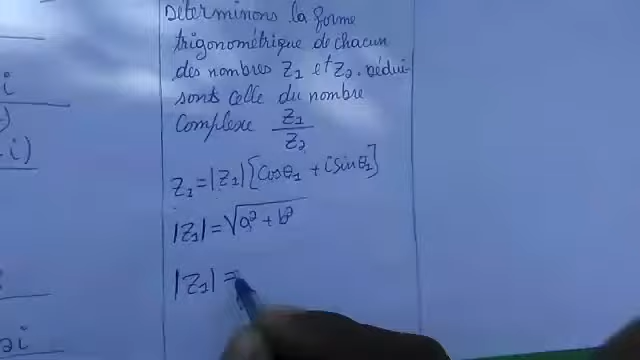 Déterminons la forme
trigonométrique de chacun
des nombres Z1 et Z2. Dédui-
sons celle du nombre
Complexe Z1/Z2
Z1 = |Z1| [Cosθ1 + iSinθ1]
|Z1| = √a² + b²
|Z1| =
i
)
i)
i